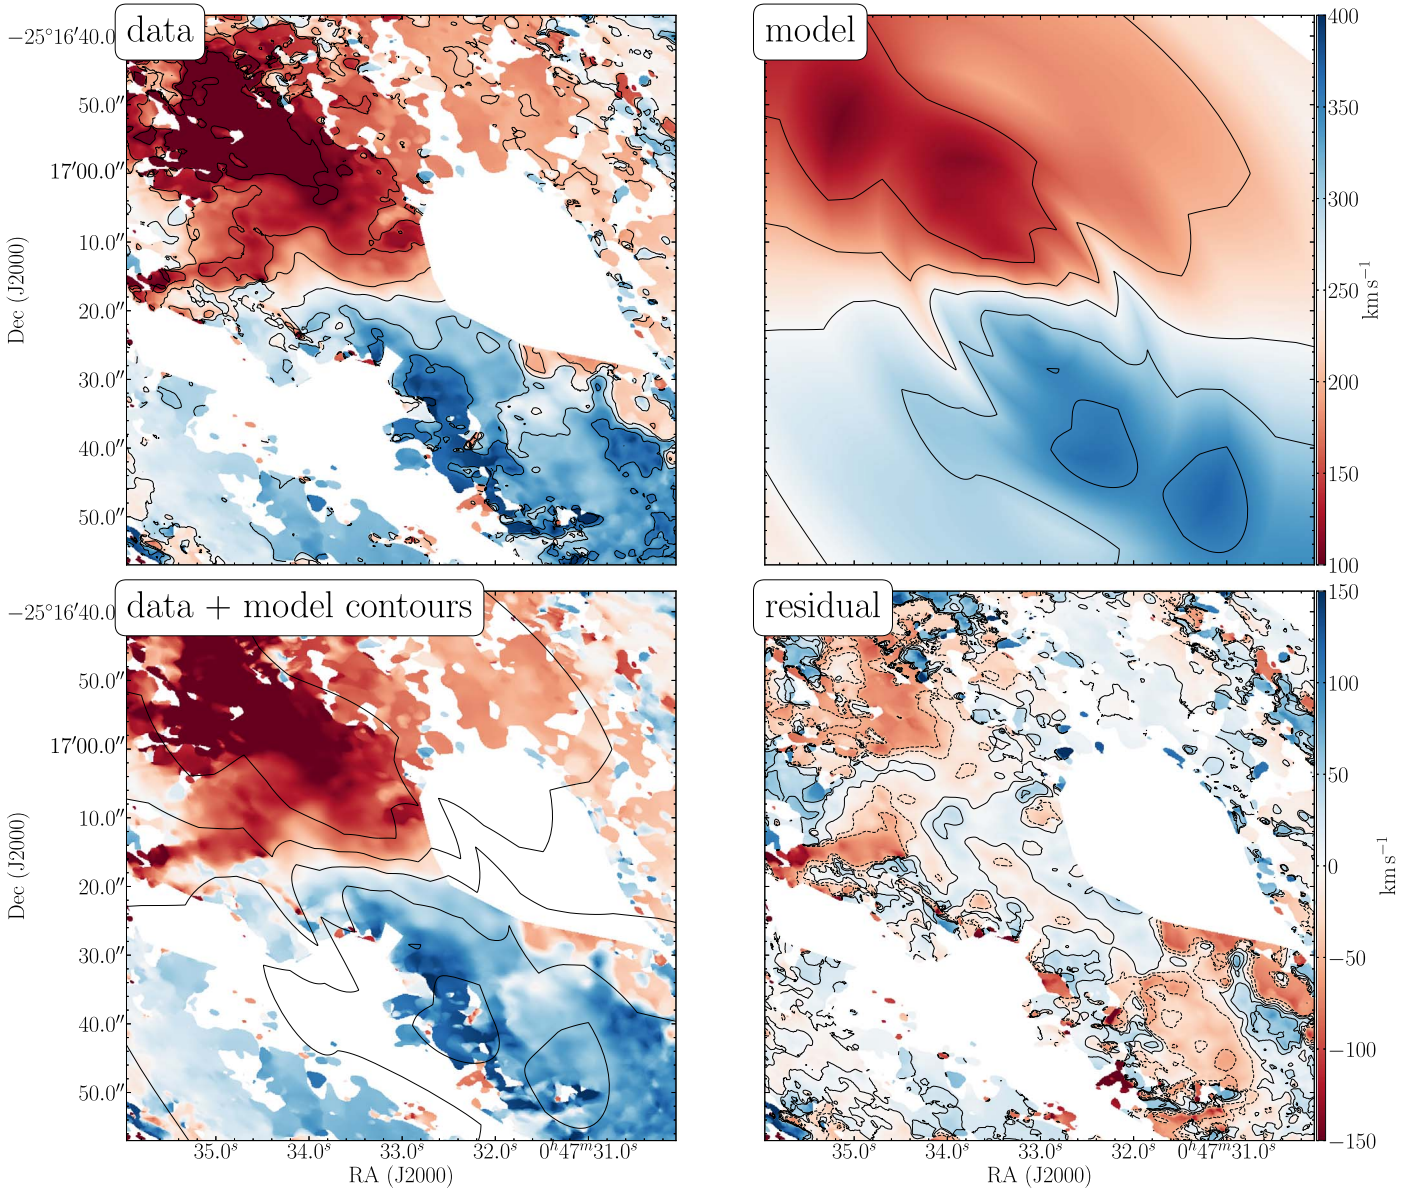 data
model
−25°16′40.0
50.0″
17′00.0″
10.0″
20.0″
30.0″
40.0″
50.0″
Dec (J2000)
400
350
300
250
200
150
100
km s⁻¹
data + model contours
residual
−25°16′40.0
50.0″
17′00.0″
10.0″
20.0″
30.0″
40.0″
50.0″
Dec (J2000)
150
100
50
0
−50
−100
−150
km s⁻¹
35.0ˢ 34.0ˢ 33.0ˢ 32.0ˢ 0ʰ47ᵐ31.0ˢ
RA (J2000)
35.0ˢ 34.0ˢ 33.0ˢ 32.0ˢ 0ʰ47ᵐ31.0ˢ
RA (J2000)